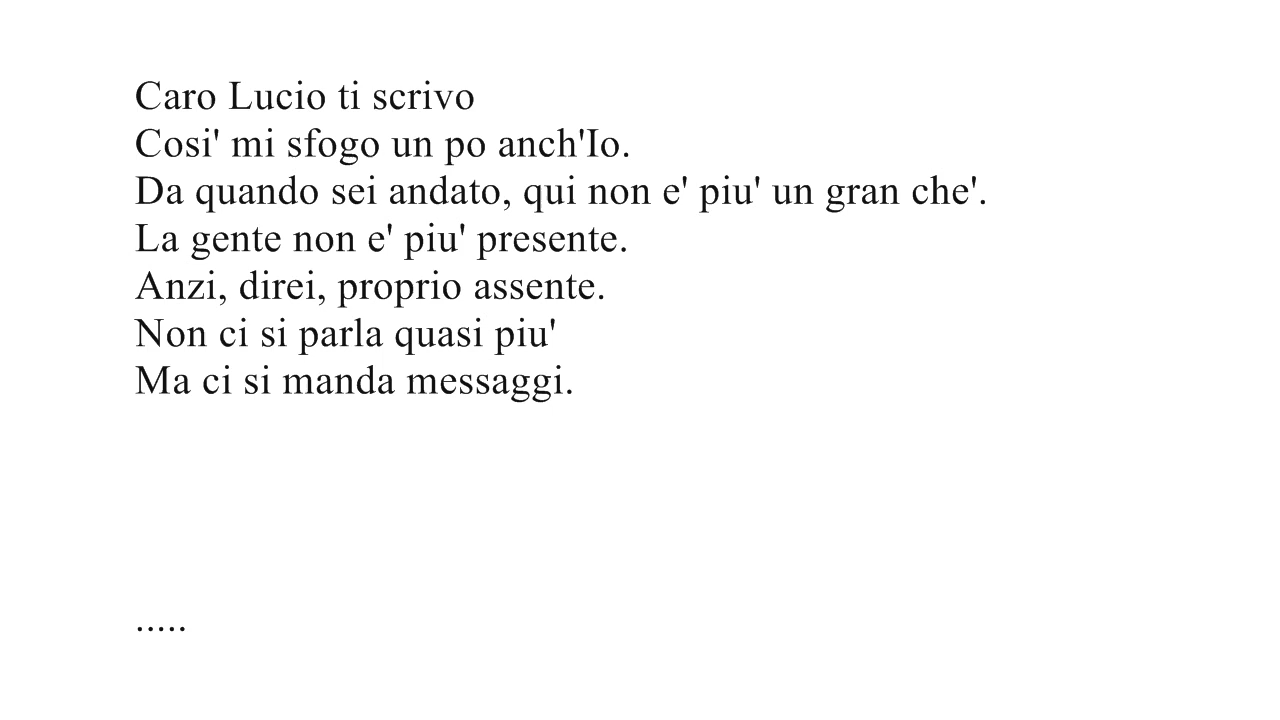 Caro Lucio ti scrivo
Cosi' mi sfogo un po anch'Io.
Da quando sei andato, qui non e' piu' un gran che'.
La gente non e' piu' presente.
Anzi, direi, proprio assente.
Non ci si parla quasi piu'
Ma ci si manda messaggi.
.....